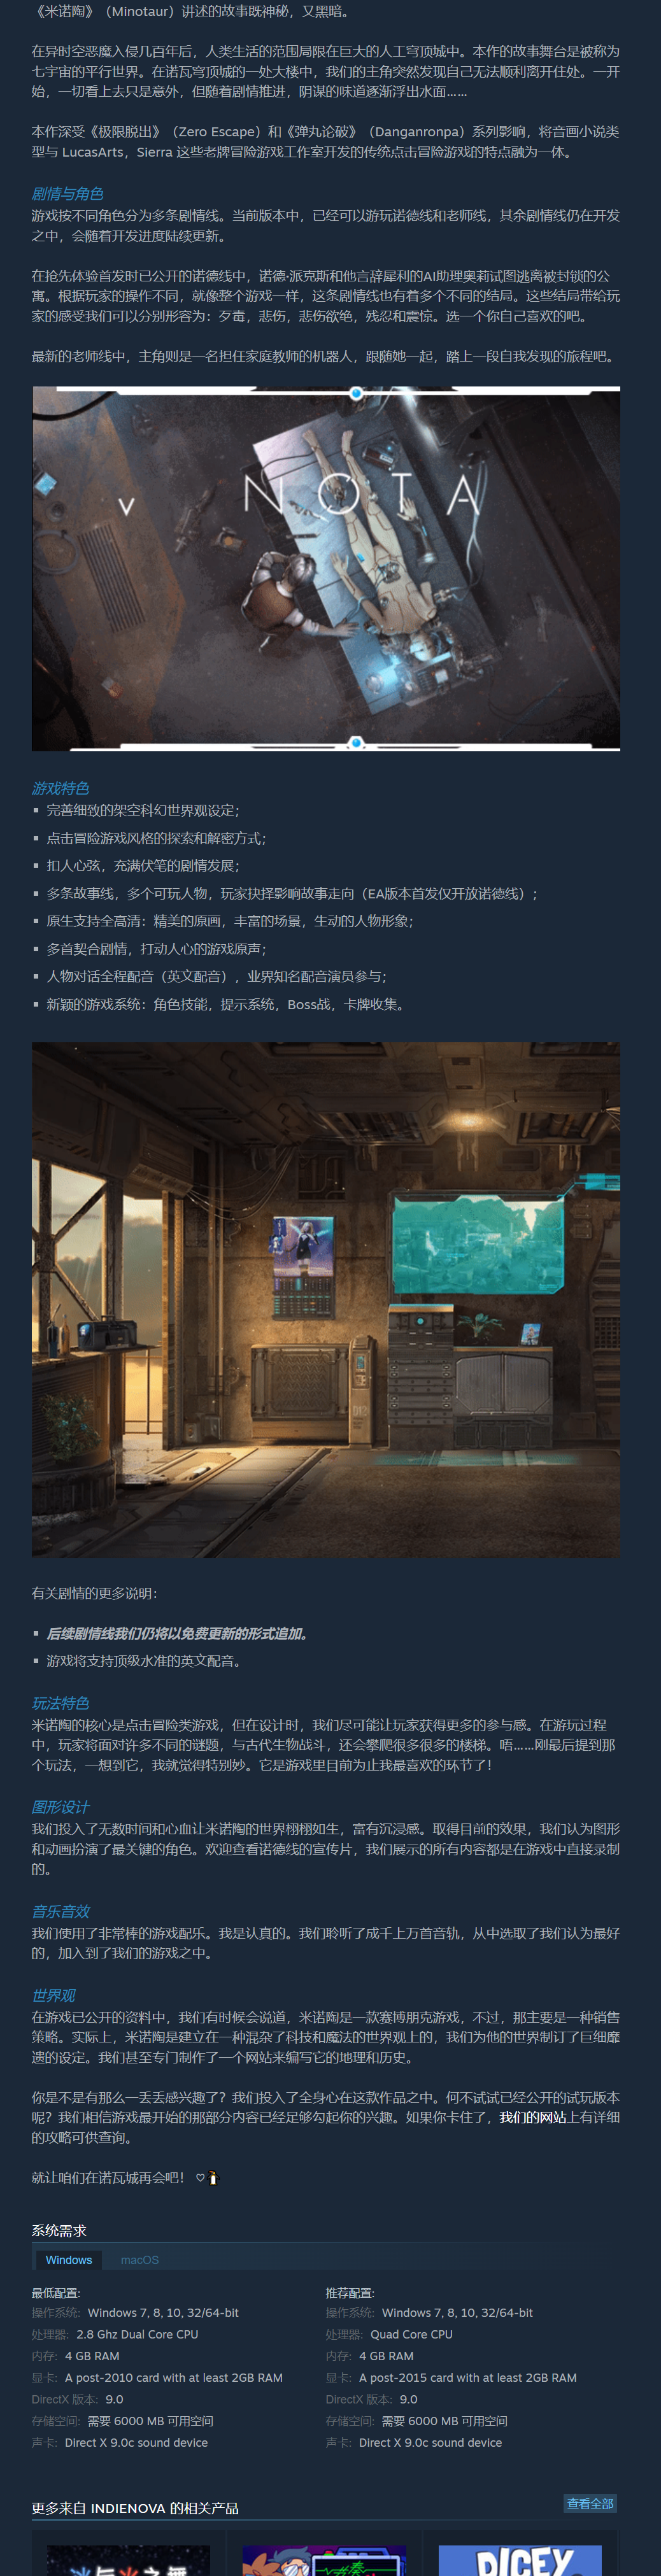 《米诺陶》（Minotaur）讲述的故事既神秘，又黑暗。
在异时空恶魔入侵几百年后，人类生活的范围局限在巨大的人工穹顶城中。本作的故事舞台是被称为
七宇宙的平行世界。在诺瓦穹顶城的一处大楼中，我们的主角突然发现自己无法顺利离开住处。一开
始，一切看上去只是意外，但随着剧情推进，阴谋的味道逐渐浮出水面……
本作深受《极限脱出》（Zero Escape）和《弹丸论破》（Danganronpa）系列影响，将音画小说类
型与 LucasArts，Sierra 这些老牌冒险游戏工作室开发的传统点击冒险游戏的特点融为一体。
剧情与角色
游戏按不同角色分为多条剧情线。当前版本中，已经可以游玩诺德线和老师线，其余剧情线仍在开发
之中，会随着开发进度陆续更新。
在抢先体验首发时已公开的诺德线中，诺德·派克斯和他言辞犀利的AI助理奥莉试图逃离被封锁的公
寓。根据玩家的操作不同，就像整个游戏一样，这条剧情线也有着多个不同的结局。这些结局带给玩
家的感受我们可以分别形容为：歹毒，悲伤，悲伤欲绝，残忍和震惊。选一个你自己喜欢的吧。
最新的老师线中，主角则是一名担任家庭教师的机器人，跟随她一起，踏上一段自我发现的旅程吧。
V NOTA
游戏特色
▪ 完善细致的架空科幻世界观设定；
▪ 点击冒险游戏风格的探索和解密方式；
▪ 扣人心弦，充满伏笔的剧情发展；
▪ 多条故事线，多个可玩人物，玩家抉择影响故事走向（EA版本首发仅开放诺德线）；
▪ 原生支持全高清：精美的原画，丰富的场景，生动的人物形象；
▪ 多首契合剧情，打动人心的游戏原声；
▪ 人物对话全程配音（英文配音），业界知名配音演员参与；
▪ 新颖的游戏系统：角色技能，提示系统，Boss战，卡牌收集。
有关剧情的更多说明：
▪ 后续剧情线我们仍将以免费更新的形式追加。
▪ 游戏将支持顶级水准的英文配音。
玩法特色
米诺陶的核心是点击冒险类游戏，但在设计时，我们尽可能让玩家获得更多的参与感。在游玩过程
中，玩家将面对许多不同的谜题，与古代生物战斗，还会攀爬很多很多的楼梯。唔……刚最后提到那
个玩法，一想到它，我就觉得特别妙。它是游戏里目前为止我最喜欢的环节了！
图形设计
我们投入了无数时间和心血让米诺陶的世界栩栩如生，富有沉浸感。取得目前的效果，我们认为图形
和动画扮演了最关键的角色。欢迎查看诺德线的宣传片，我们展示的所有内容都是在游戏中直接录制
的。
音乐音效
我们使用了非常棒的游戏配乐。我是认真的。我们聆听了成千上万首音轨，从中选取了我们认为最好
的，加入到了我们的游戏之中。
世界观
在游戏已公开的资料中，我们有时候会说道，米诺陶是一款赛博朋克游戏，不过，那主要是一种销售
策略。实际上，米诺陶是建立在一种混杂了科技和魔法的世界观上的，我们为他的世界制订了巨细靡
遗的设定。我们甚至专门制作了一个网站来编写它的地理和历史。
你是不是有那么一丢丢感兴趣了？我们投入了全身心在这款作品之中。何不试试已经公开的试玩版本
呢？我们相信游戏最开始的那部分内容已经足够勾起你的兴趣。如果你卡住了，我们的网站上有详细
的攻略可供查询。
就让咱们在诺瓦城再会吧！ ♡
系统需求
Windows macOS
最低配置: 推荐配置:
操作系统: Windows 7, 8, 10, 32/64-bit 操作系统: Windows 7, 8, 10, 32/64-bit
处理器: 2.8 Ghz Dual Core CPU 处理器: Quad Core CPU
内存: 4 GB RAM 内存: 4 GB RAM
显卡: A post-2010 card with at least 2GB RAM 显卡: A post-2015 card with at least 2GB RAM
DirectX 版本: 9.0 DirectX 版本: 9.0
存储空间: 需要 6000 MB 可用空间 存储空间: 需要 6000 MB 可用空间
声卡: Direct X 9.0c sound device 声卡: Direct X 9.0c sound device
更多来自 INDIENOVA 的相关产品 查看全部
DICEY